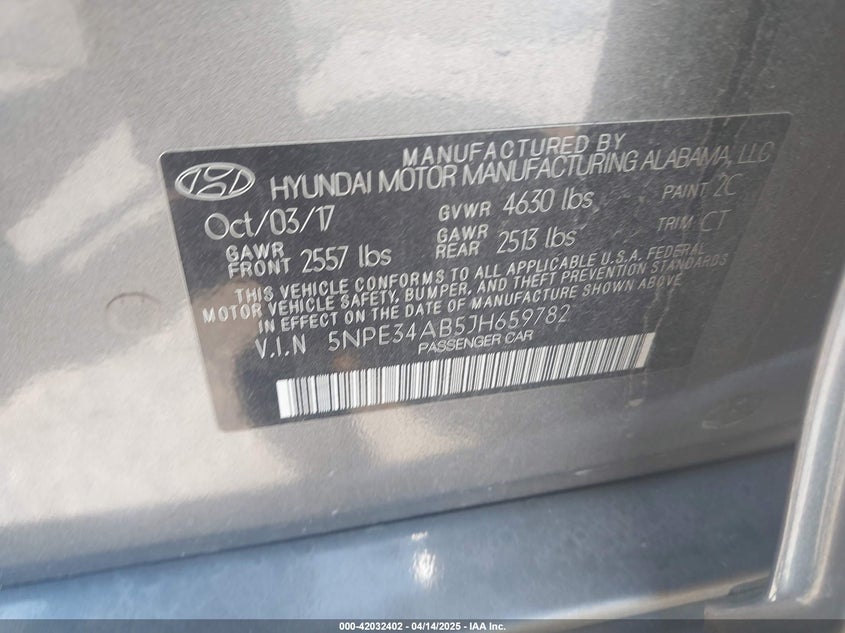 MANUFACTURED BY
HYUNDAI MOTOR MANUFACTURING ALABAMA, LLC
Oct/03/17 GVWR 4630 lbs PAINT 2C
GAWR FRONT 2557 lbs GAWR REAR 2513 lbs TRIM CT
THIS VEHICLE CONFORMS TO ALL APPLICABLE U.S.A. FEDERAL
MOTOR VEHICLE SAFETY, BUMPER, AND THEFT PREVENTION STANDARDS
IN EFFECT ON THE DATE OF MANUFACTURE SHOWN ABOVE
V.I.N 5NPE34AB5JH659782
PASSENGER CAR
000-42032402 - 04/14/2025 - IAA Inc.